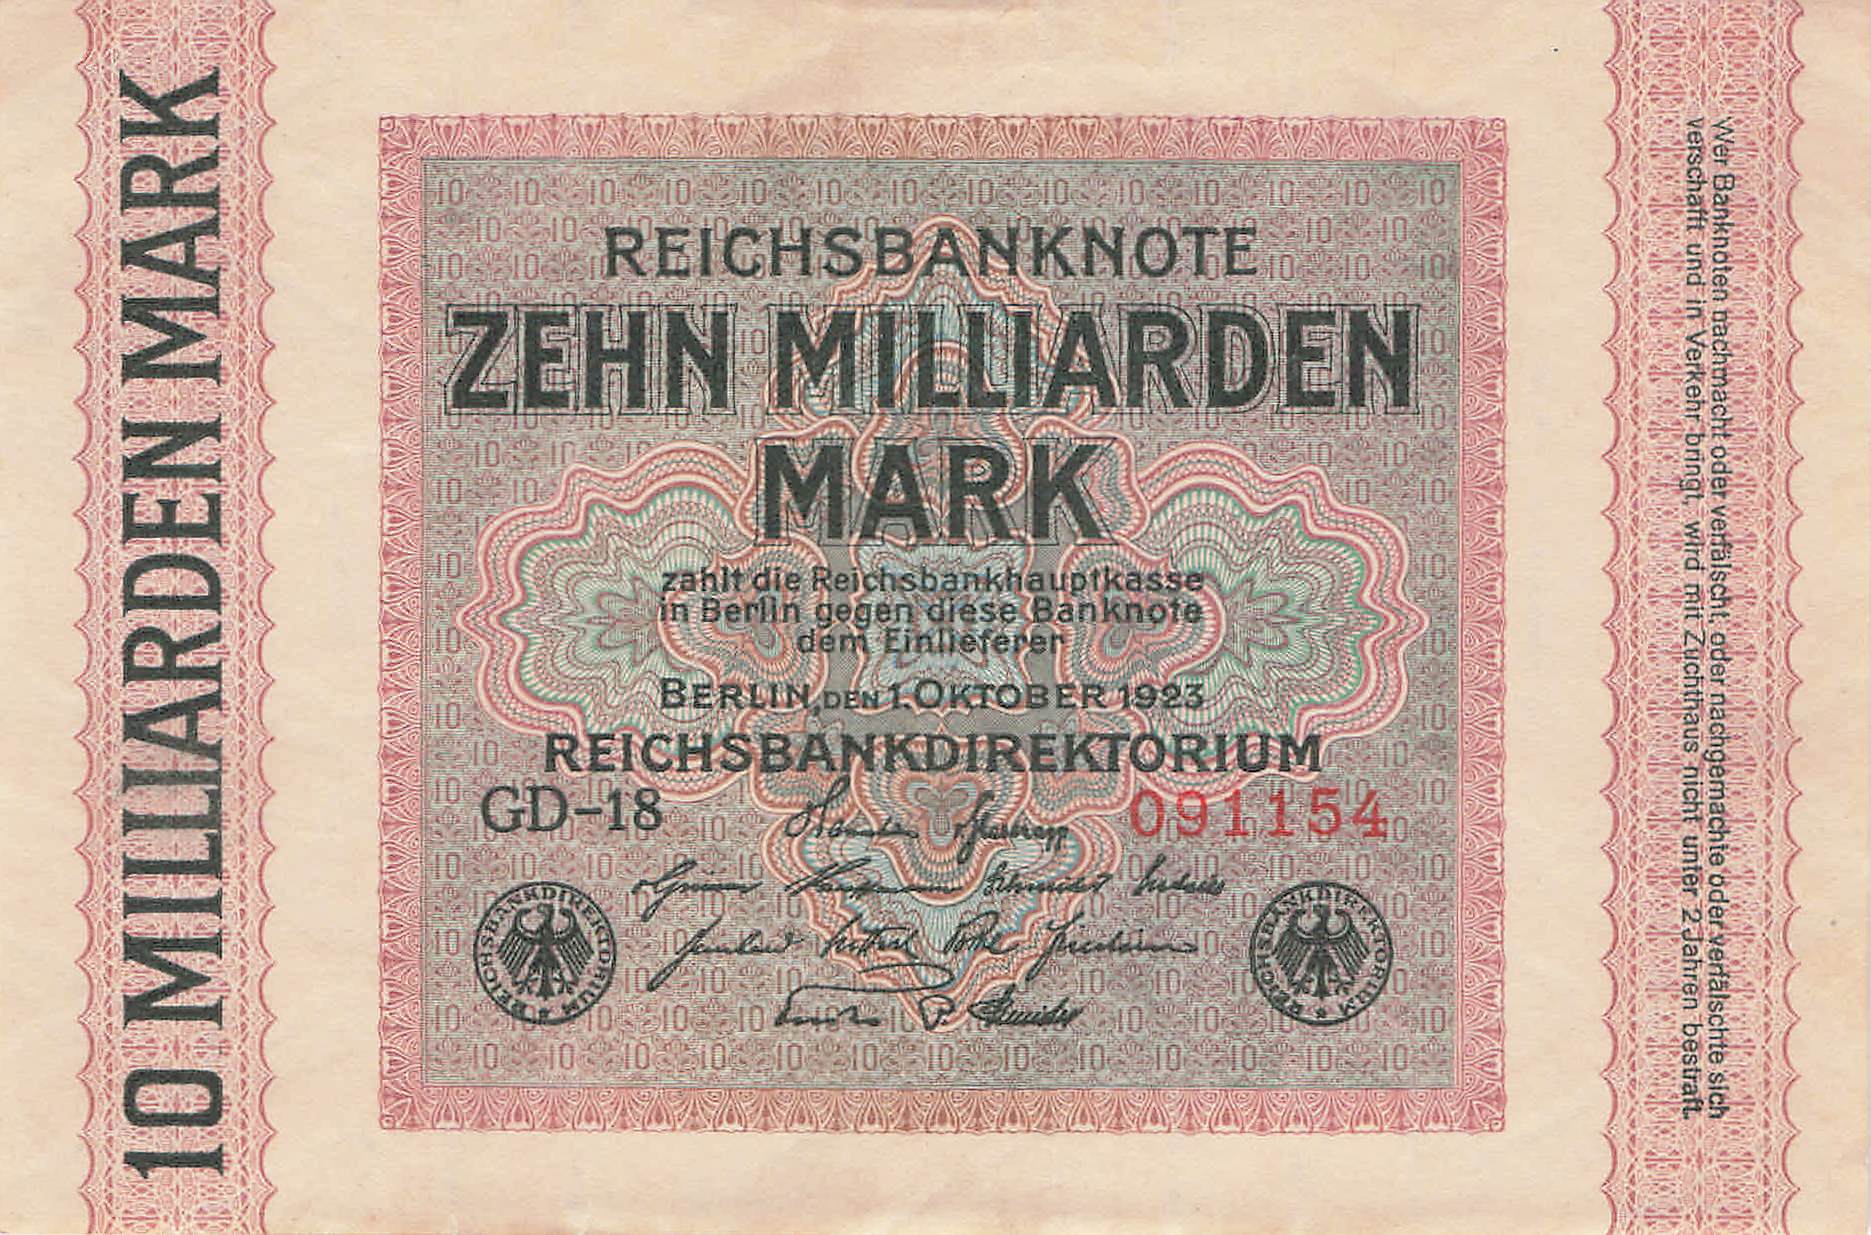 10 MILLIARDEN MARK
REICHSBANKNOTE
ZEHN MILLIARDEN
MARK
zahlt die Reichsbankhauptkasse
in Berlin gegen diese Banknote
dem Einlieferer
BERLIN, DEN 1. OKTOBER 1923
REICHSBANKDIREKTORIUM
GD-18 091154
REICHSBANKDIREKTORIUM
REICHSBANKDIREKTORIUM
Wer Banknoten nachmacht oder verfälscht, oder nachgemachte oder verfälschte sich
verschafft und in Verkehr bringt, wird mit Zuchthaus nicht unter 2 Jahren bestraft.